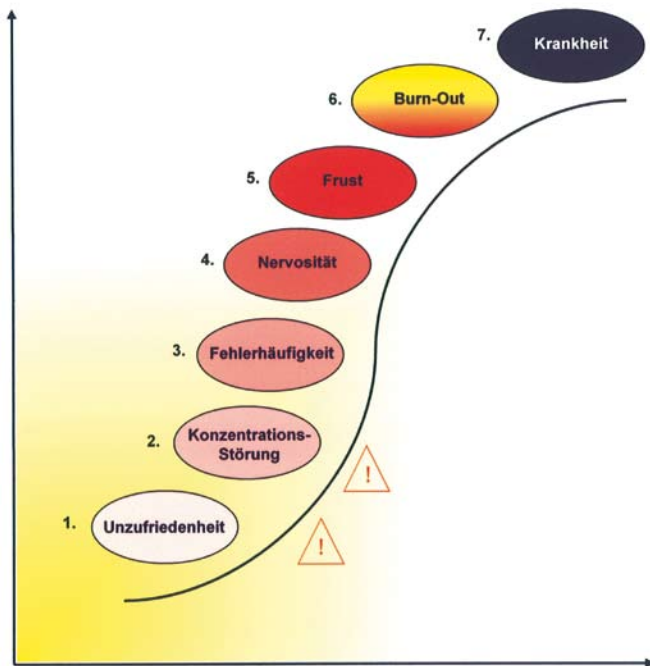 7. Krankheit
6. Burn-Out
5. Frust
4. Nervosität
3. Fehlerhäufigkeit
2. Konzentrations-
Störung
1. Unzufriedenheit
!
!